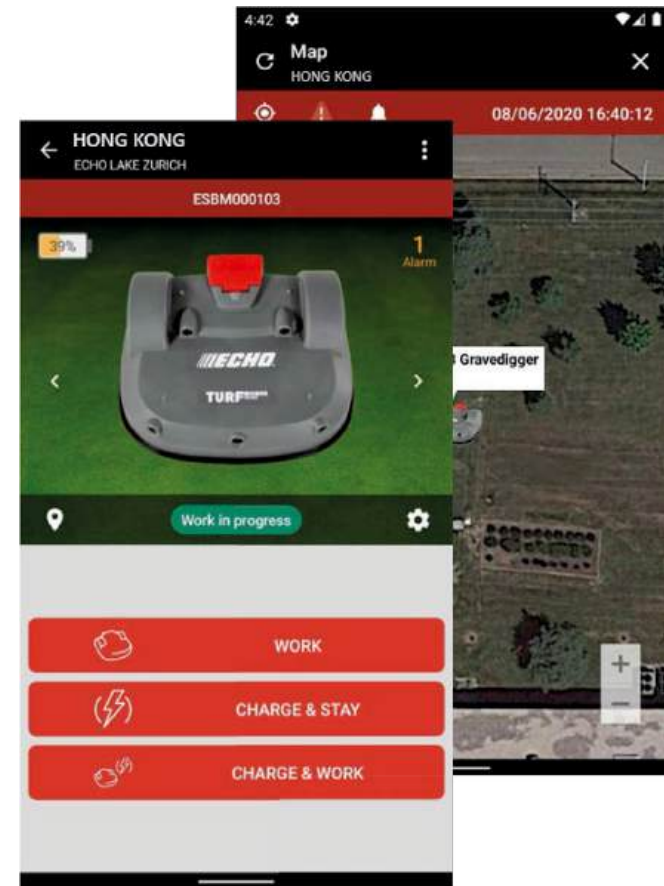 4:42
Map
HONG KONG
08/06/2020 16:40:12
HONG KONG
ECHO LAKE ZURICH
ESBM000103
39%
1
Alarm
ECHO
Gravedigger
Work in progress
WORK
CHARGE & STAY
CHARGE & WORK